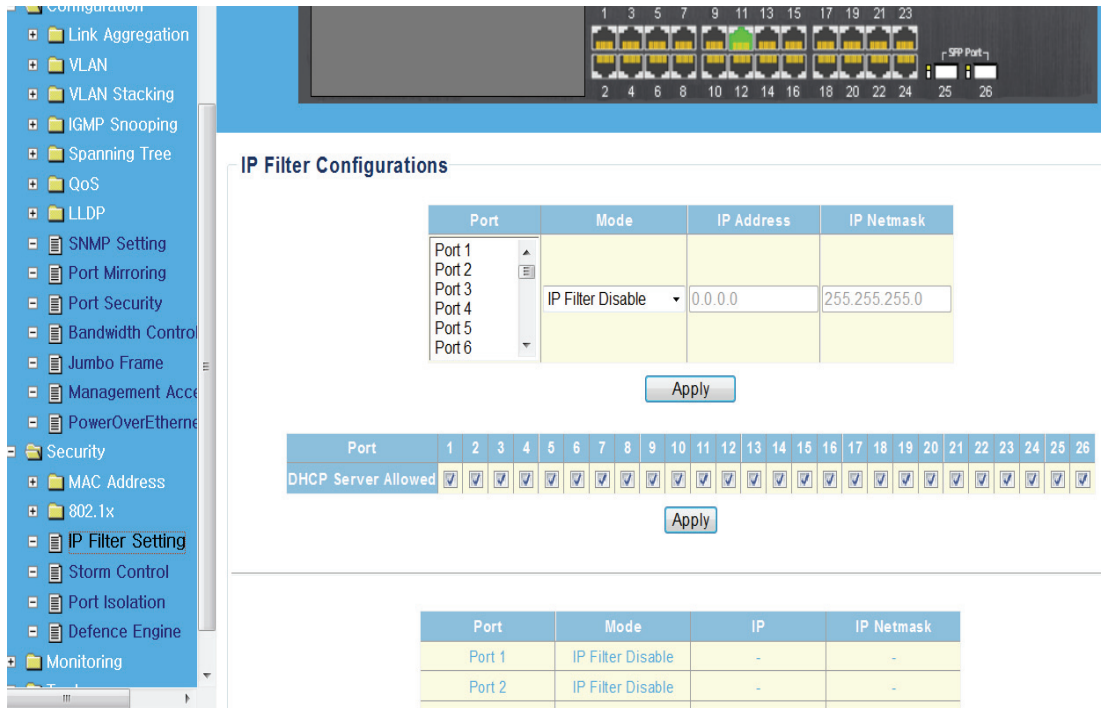 Configuration
Link Aggregation
VLAN
VLAN Stacking
IGMP Snooping
Spanning Tree
QoS
LLDP
SNMP Setting
Port Mirroring
Port Security
Bandwidth Control
Jumbo Frame
Management Acce
PowerOverEtherne
Security
MAC Address
802.1x
IP Filter Setting
Storm Control
Port Isolation
Defence Engine
Monitoring
1 3 5 7 9 11 13 15 17 19 21 23
SFP Port
2 4 6 8 10 12 14 16 18 20 22 24 25 26
IP Filter Configurations
Port Mode IP Address IP Netmask
Port 1
Port 2
Port 3
Port 4
Port 5
Port 6
IP Filter Disable 0.0.0.0 255.255.255.0
Apply
Port 1 2 3 4 5 6 7 8 9 10 11 12 13 14 15 16 17 18 19 20 21 22 23 24 25 26
DHCP Server Allowed
Apply
Port Mode IP IP Netmask
Port 1 IP Filter Disable - -
Port 2 IP Filter Disable - -